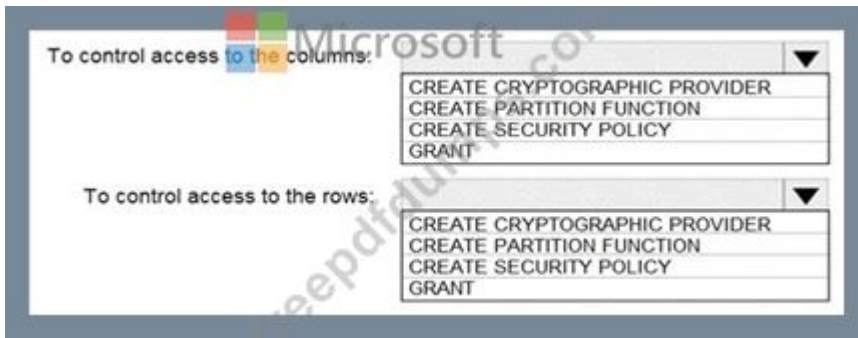 Microsoft
To control access to the columns:
CREATE CRYPTOGRAPHIC PROVIDER
CREATE PARTITION FUNCTION
CREATE SECURITY POLICY
GRANT
To control access to the rows:
CREATE CRYPTOGRAPHIC PROVIDER
CREATE PARTITION FUNCTION
CREATE SECURITY POLICY
GRANT